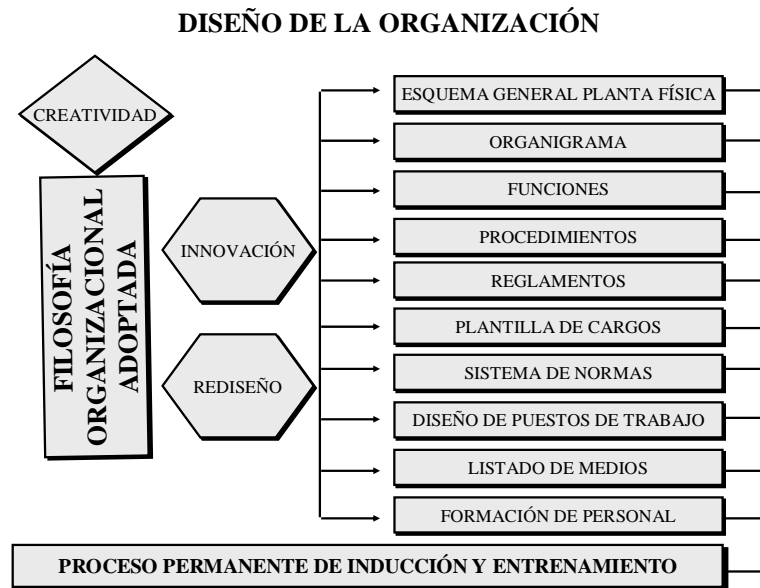 DISEÑO DE LA ORGANIZACIÓN
CREATIVIDAD
FILOSOFÍA
ORGANIZACIONAL
ADOPTADA
INNOVACIÓN
REDISEÑO
ESQUEMA GENERAL PLANTA FÍSICA
ORGANIGRAMA
FUNCIONES
PROCEDIMIENTOS
REGLAMENTOS
PLANTILLA DE CARGOS
SISTEMA DE NORMAS
DISEÑO DE PUESTOS DE TRABAJO
LISTADO DE MEDIOS
FORMACIÓN DE PERSONAL
PROCESO PERMANENTE DE INDUCCIÓN Y ENTRENAMIENTO